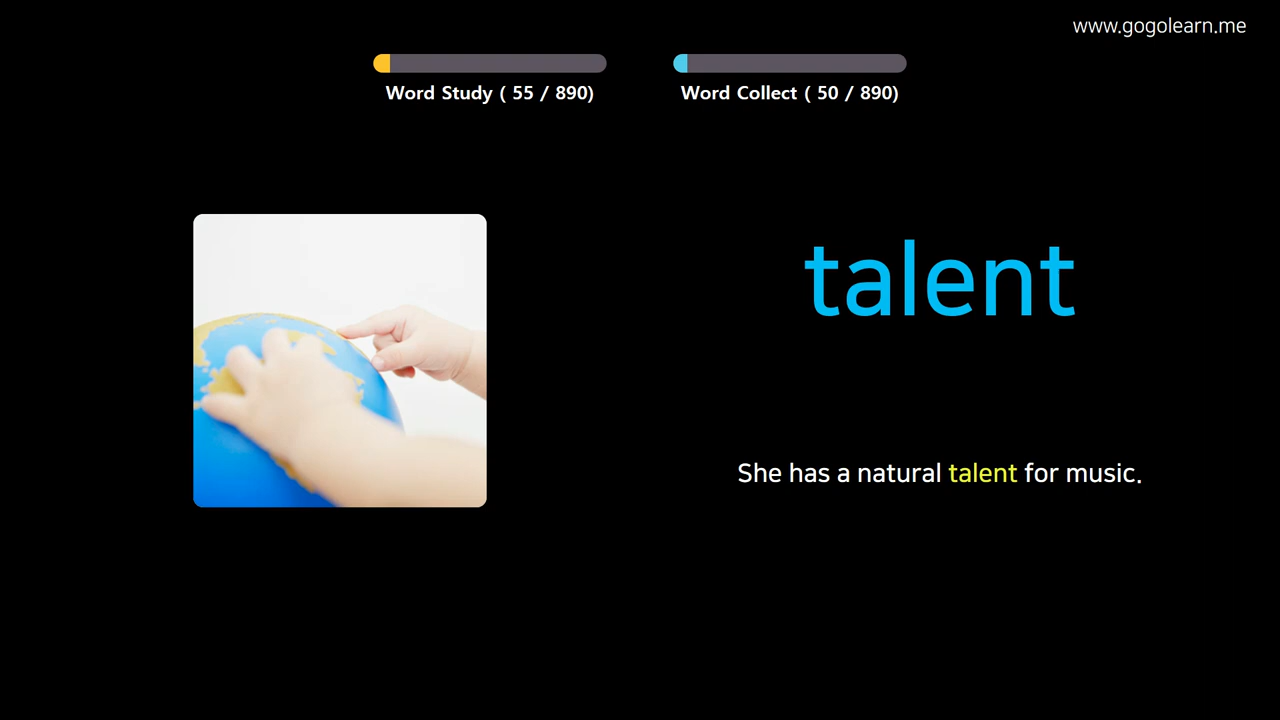 www.gogolearn.me
Word Study ( 55 / 890)
Word Collect ( 50 / 890)
talent
She has a natural talent for music.